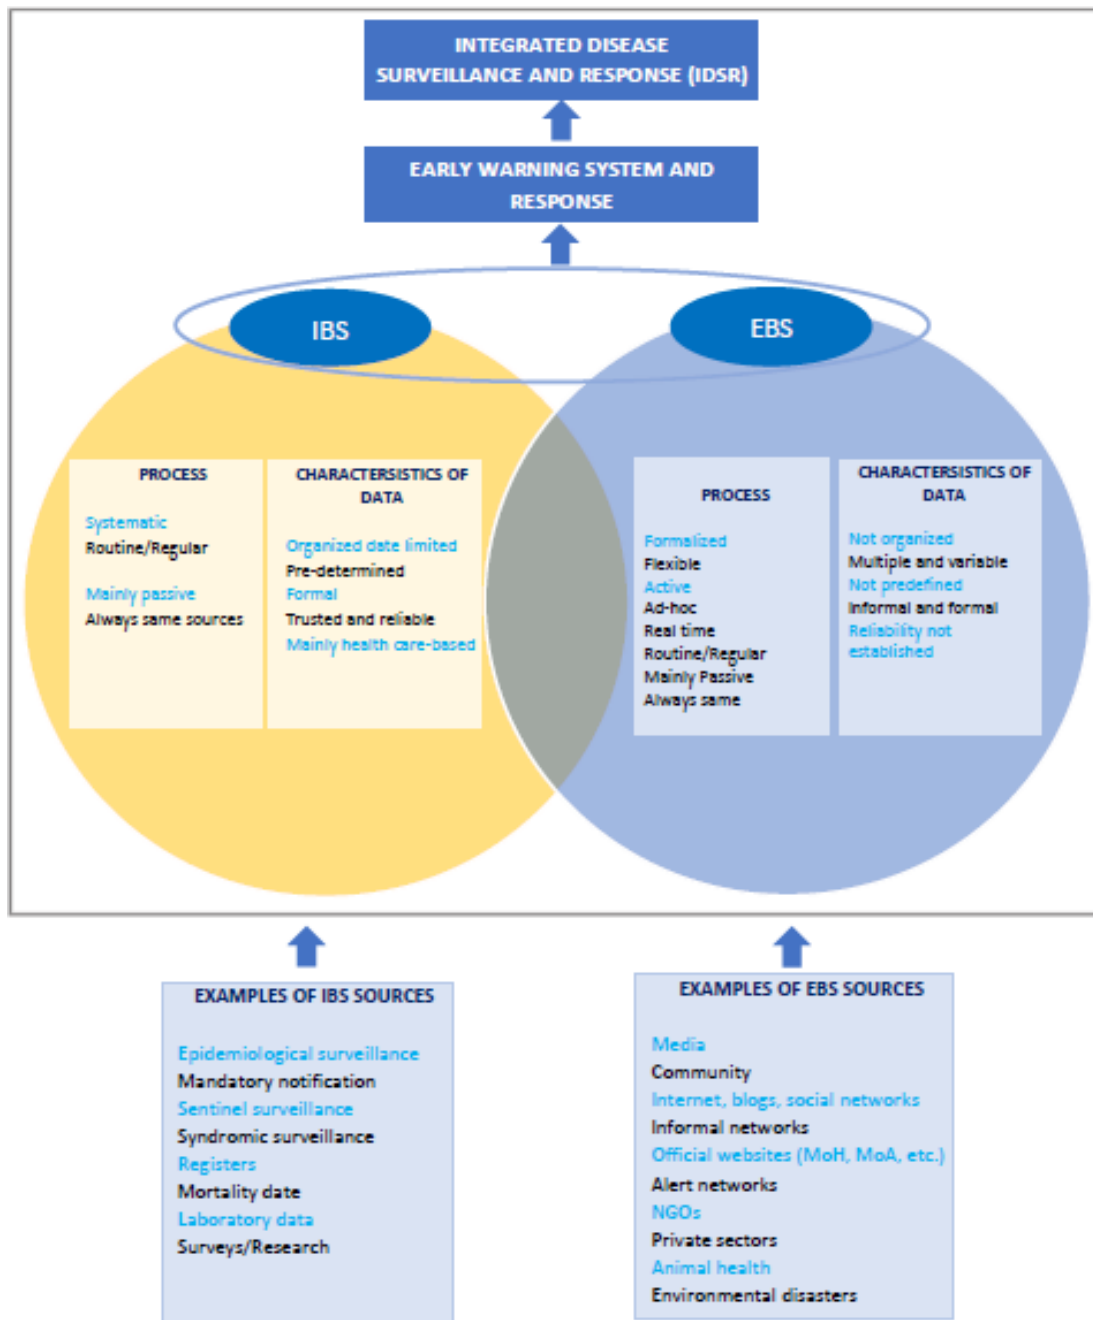 INTEGRATED DISEASE
SURVEILLANCE AND RESPONSE (IDSR)
EARLY WARNING SYSTEM AND
RESPONSE
IBS
EBS
PROCESS
Systematic
Routine/Regular
Mainly passive
Always same sources
CHARACTERSISTICS OF
DATA
Organized date limited
Pre-determined
Formal
Trusted and reliable
Mainly health care-based
PROCESS
Formalized
Flexible
Active
Ad-hoc
Real time
Routine/Regular
Mainly Passive
Always same
CHARACTERSISTICS OF
DATA
Not organized
Multiple and variable
Not predefined
Informal and formal
Reliability not
established
EXAMPLES OF IBS SOURCES
Epidemiological surveillance
Mandatory notification
Sentinel surveillance
Syndromic surveillance
Registers
Mortality date
Laboratory data
Surveys/Research
EXAMPLES OF EBS SOURCES
Media
Community
Internet, blogs, social networks
Informal networks
Official websites (MoH, MoA, etc.)
Alert networks
NGOs
Private sectors
Animal health
Environmental disasters